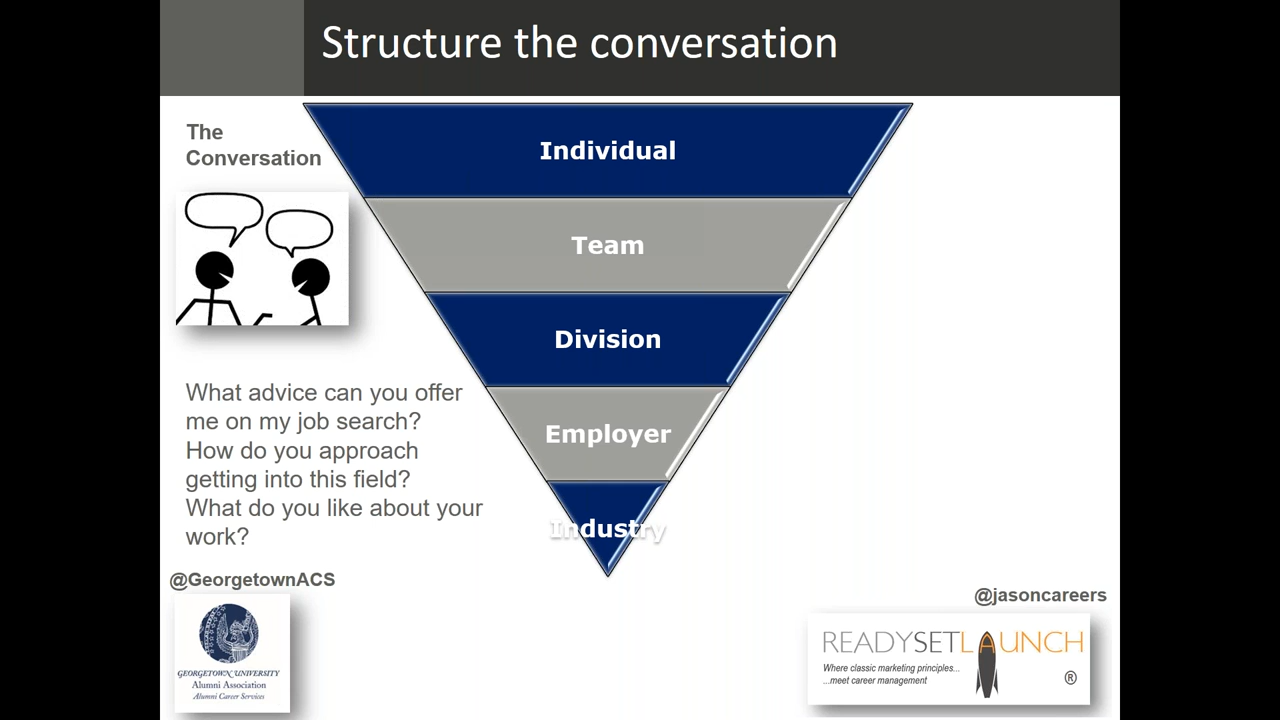 Structure the conversation
The
Conversation
Individual
Team
Division
Employer
Industry
What advice can you offer
me on my job search?
How do you approach
getting into this field?
What do you like about your
work?
@GeorgetownACS
GEORGETOWN UNIVERSITY
Alumni Association
Alumni Career Services
@jasoncareers
READYSETLAUNCH
Where classic marketing principles...
...meet career management
®